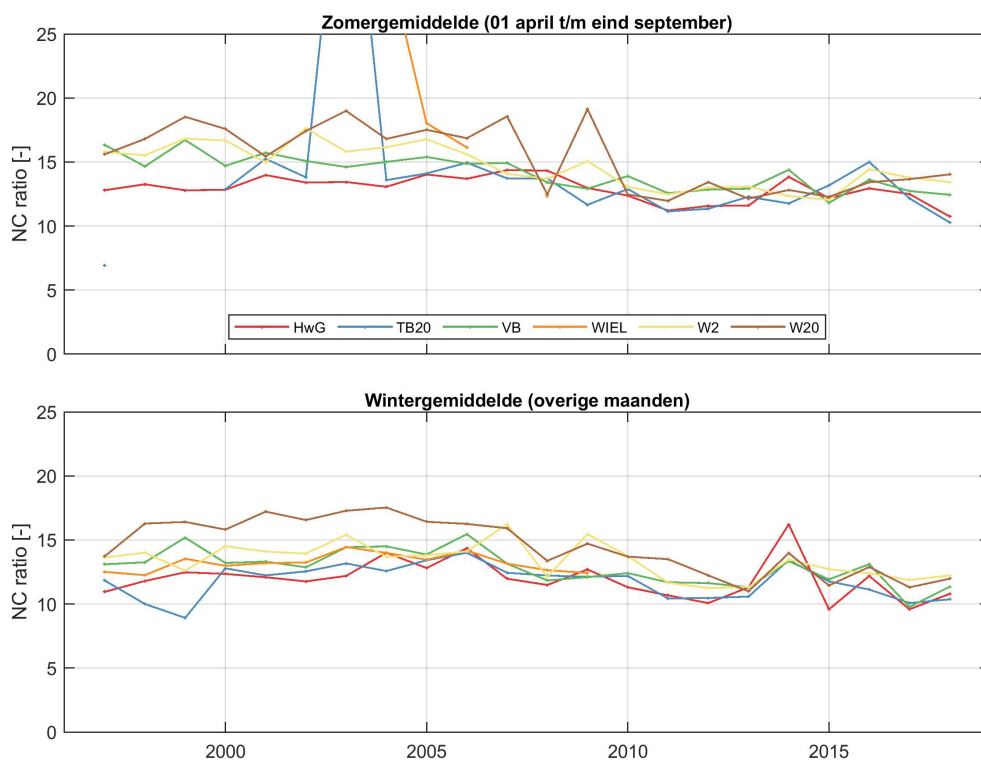 Zomergemiddelde (01 april t/m eind september)
25
20
15
10
5
0
NC ratio [-]
HwG TB20 VB WIEL W2 W20
Wintergemiddelde (overige maanden)
25
20
15
10
5
0
NC ratio [-]
2000 2005 2010 2015